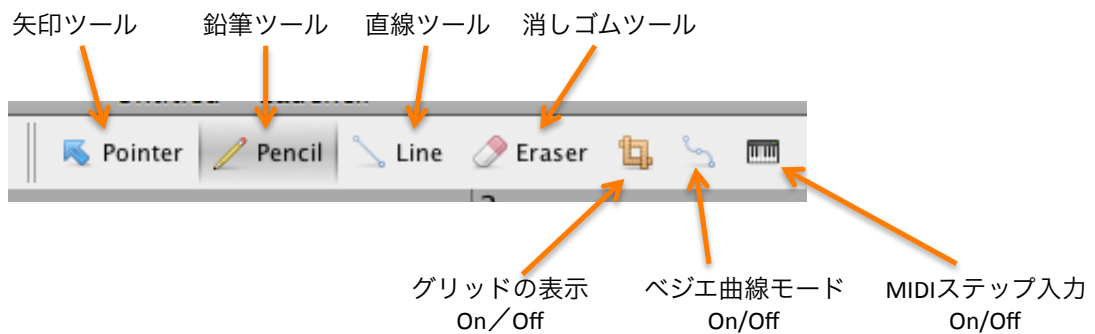 矢印ツール 鉛筆ツール 直線ツール 消しゴムツール
Pointer Pencil Line Eraser
グリッドの表示 ベジエ曲線モード MIDIステップ入力
On／Off On/Off On/Off